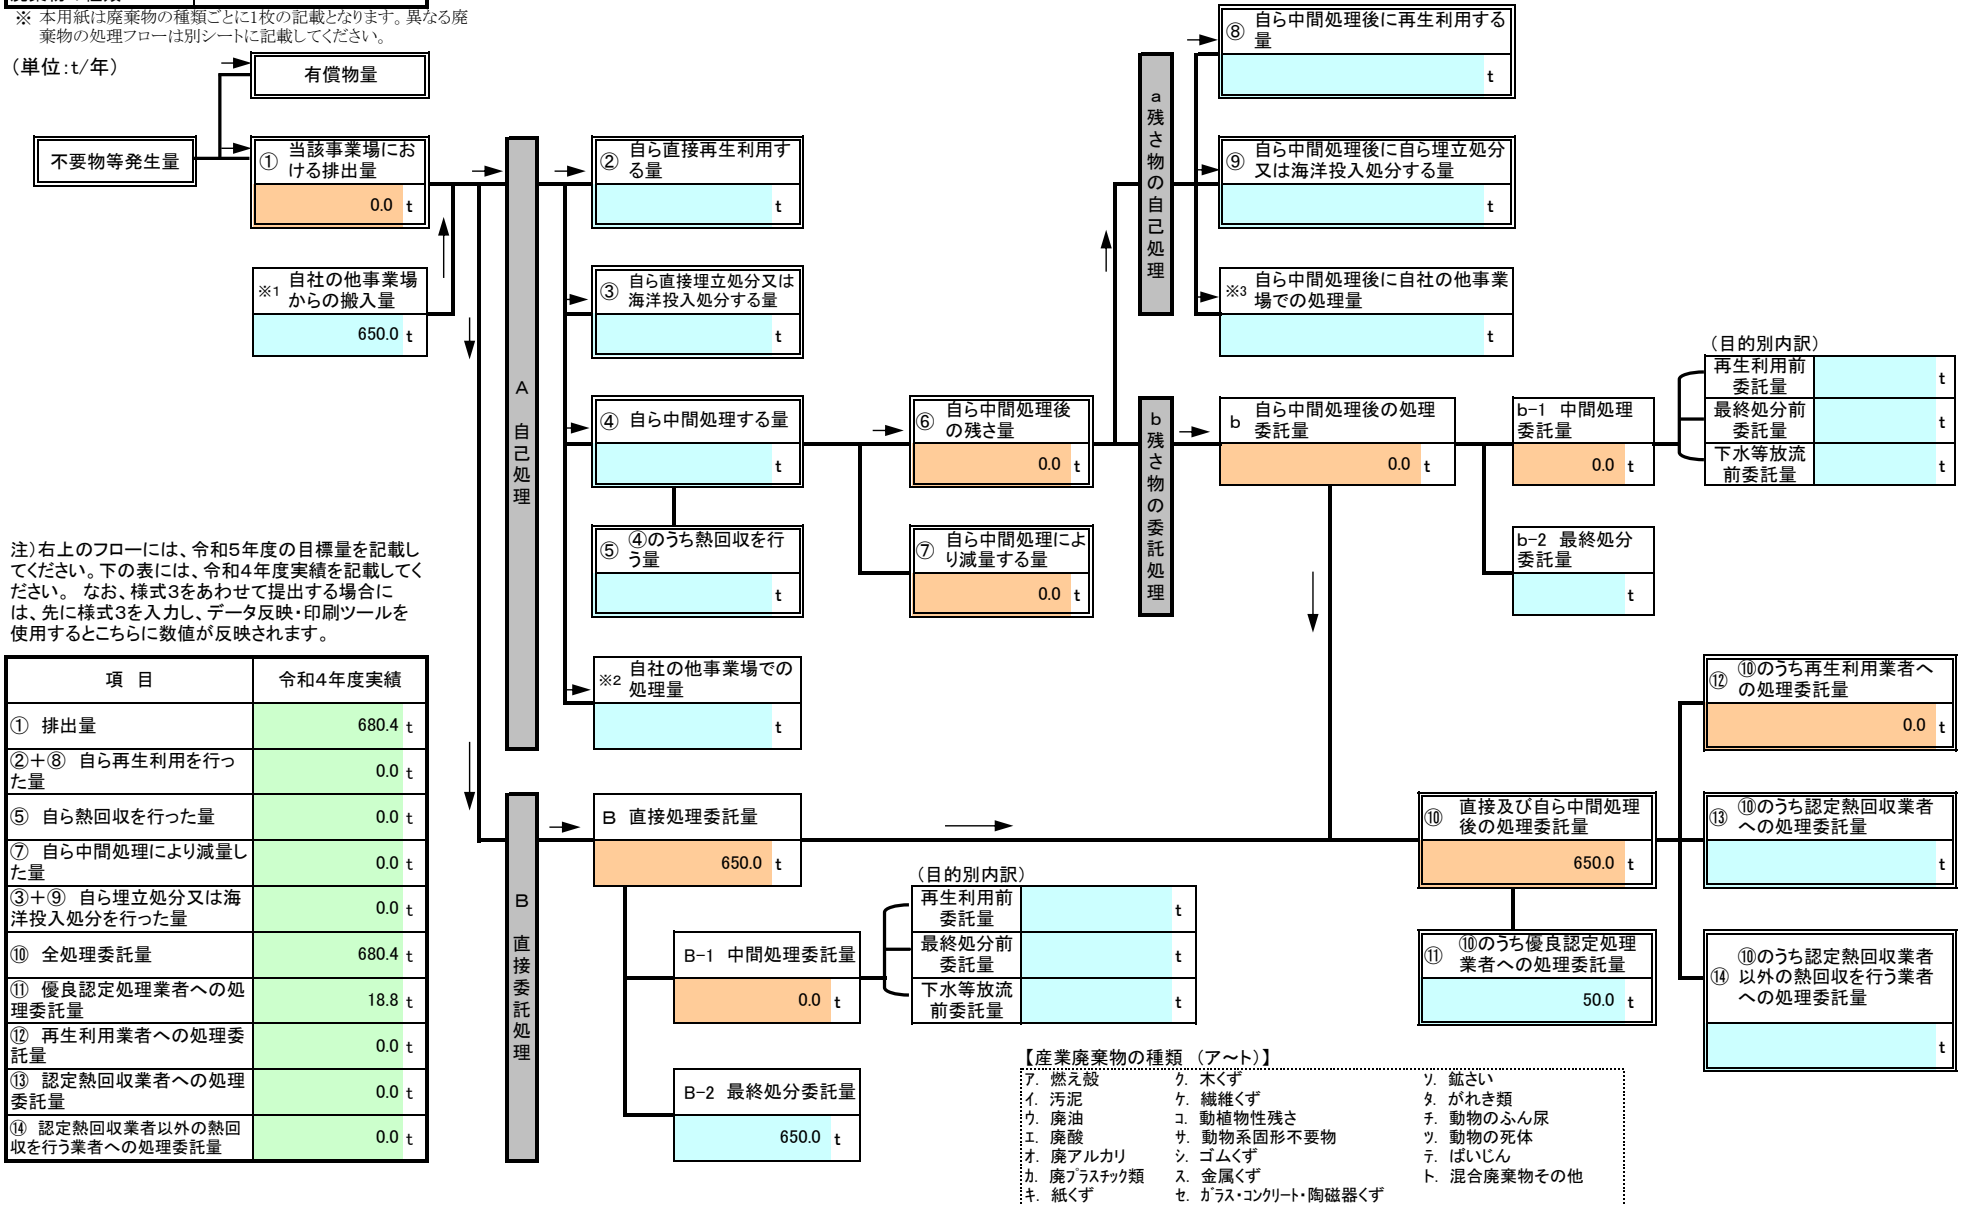 ※ 本用紙は廃棄物の種類ごとに1枚の記載となります。異なる廃
棄物の処理フローは別シートに記載してください。
(単位:t/年)
有償物量
不要物等発生量
① 当該事業場にお
ける排出量
0.0 t
※1 自社の他事業場
からの搬入量
650.0 t
A 自己処理
② 自ら直接再生利用す
る量
t
③ 自ら直接埋立処分又は
海洋投入処分する量
t
④ 自ら中間処理する量
t
⑤ ④のうち熱回収を行
う量
t
※2 自社の他事業場での
処理量
t
⑥ 自ら中間処理後
の残さ量
0.0 t
⑦ 自ら中間処理によ
り減量する量
0.0 t
a 残さ物の自己処理
⑧ 自ら中間処理後に再生利用する
量
t
⑨ 自ら中間処理後に自ら埋立処分
又は海洋投入処分する量
t
※3 自ら中間処理後に自社の他事業
場での処理量
t
b 残さ物の委託処理
b 自ら中間処理後の処理
委託量
0.0 t
b-1 中間処理
委託量
0.0 t
b-2 最終処分
委託量
t
(目的別内訳)
再生利用前
委託量
t
最終処分前
委託量
t
下水等放流
前委託量
t
注)右上のフローには、令和5年度の目標量を記載し
てください。下の表には、令和4年度実績を記載してく
ださい。 なお、様式3をあわせて提出する場合に
は、先に様式3を入力し、データ反映・印刷ツールを
使用するとこちらに数値が反映されます。
項 目 令和4年度実績
① 排出量 680.4 t
②+⑧ 自ら再生利用を行っ
た量 0.0 t
⑤ 自ら熱回収を行った量 0.0 t
⑦ 自ら中間処理により減量し
た量 0.0 t
③+⑨ 自ら埋立処分又は海
洋投入処分を行った量 0.0 t
⑩ 全処理委託量 680.4 t
⑪ 優良認定処理業者への処
理委託量 18.8 t
⑫ 再生利用業者への処理委
託量 0.0 t
⑬ 認定熱回収業者への処理
委託量 0.0 t
⑭ 認定熱回収業者以外の熱回
収を行う業者への処理委託量 0.0 t
B 直接委託処理
B 直接処理委託量
650.0 t
B-1 中間処理委託量
0.0 t
B-2 最終処分委託量
650.0 t
(目的別内訳)
再生利用前
委託量
t
最終処分前
委託量
t
下水等放流
前委託量
t
⑩ 直接及び自ら中間処理
後の処理委託量
650.0 t
⑪ ⑩のうち優良認定処理
業者への処理委託量
50.0 t
⑫ ⑩のうち再生利用業者へ
の処理委託量
0.0 t
⑬ ⑩のうち認定熱回収業者
への処理委託量
t
⑭ ⑩のうち認定熱回収業者
以外の熱回収を行う業者
への処理委託量
t
【産業廃棄物の種類 (ア~ト)】
ア. 燃え殻 ク. 木くず ソ. 鉱さい
イ. 汚泥 ケ. 繊維くず タ. がれき類
ウ. 廃油 コ. 動植物性残さ チ. 動物のふん尿
エ. 廃酸 サ. 動物系固形不要物 ツ. 動物の死体
オ. 廃アルカリ シ. ゴムくず テ. ばいじん
カ. 廃プラスチック類 ス. 金属くず ト. 混合廃棄物その他
キ. 紙くず セ. ガラス・コンクリート・陶磁器くず